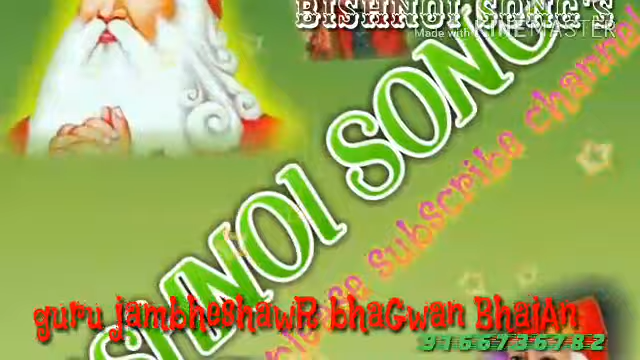 BISHNOI SONG'S
Made with KINEMASTER
SHNOI SONG
please subscribe channel
guru jambheshawR bhaGwan BhajAn
9166736782